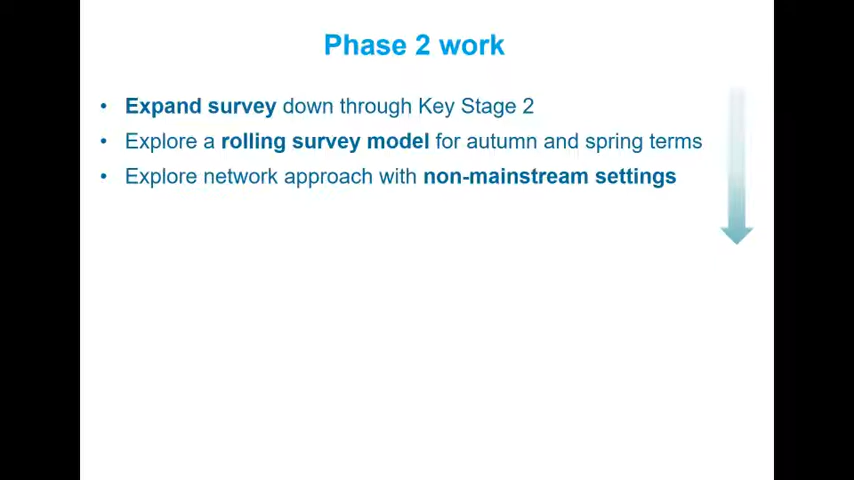 Phase 2 work
• Expand survey down through Key Stage 2
• Explore a rolling survey model for autumn and spring terms
• Explore network approach with non-mainstream settings